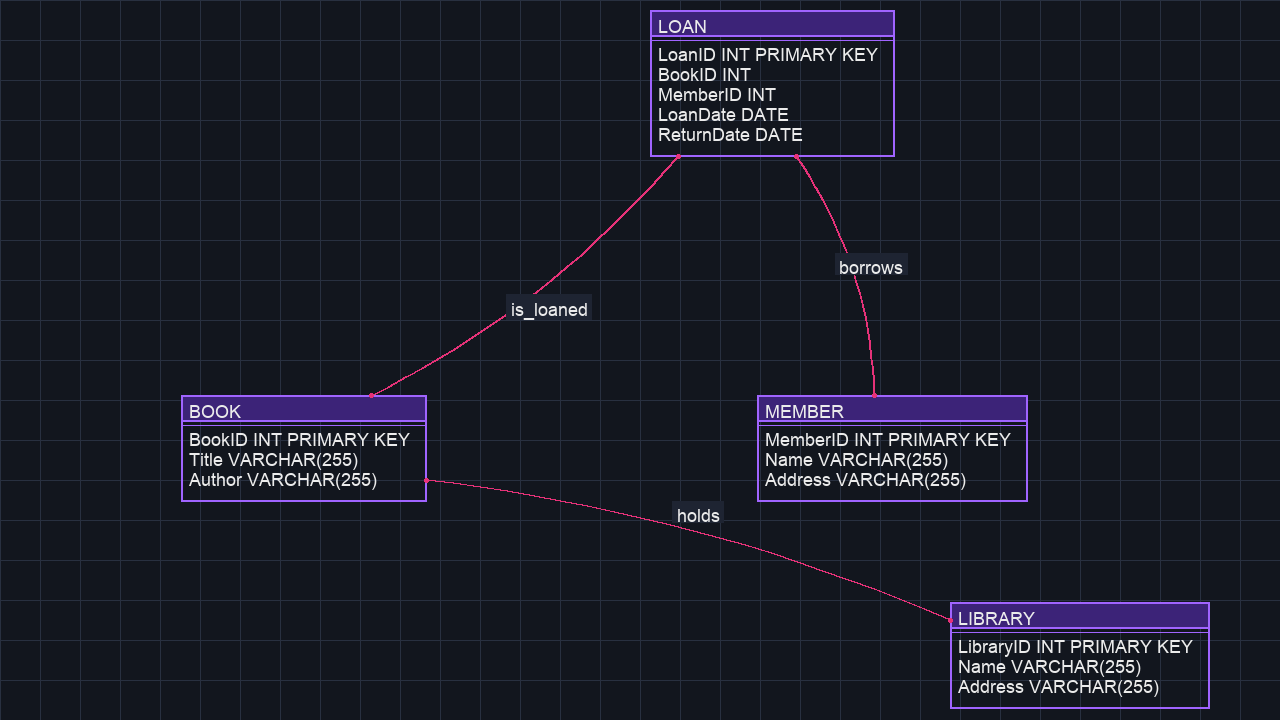 LOAN
LoanID INT PRIMARY KEY
BookID INT
MemberID INT
LoanDate DATE
ReturnDate DATE
borrows
is_loaned
BOOK
BookID INT PRIMARY KEY
Title VARCHAR(255)
Author VARCHAR(255)
MEMBER
MemberID INT PRIMARY KEY
Name VARCHAR(255)
Address VARCHAR(255)
holds
LIBRARY
LibraryID INT PRIMARY KEY
Name VARCHAR(255)
Address VARCHAR(255)